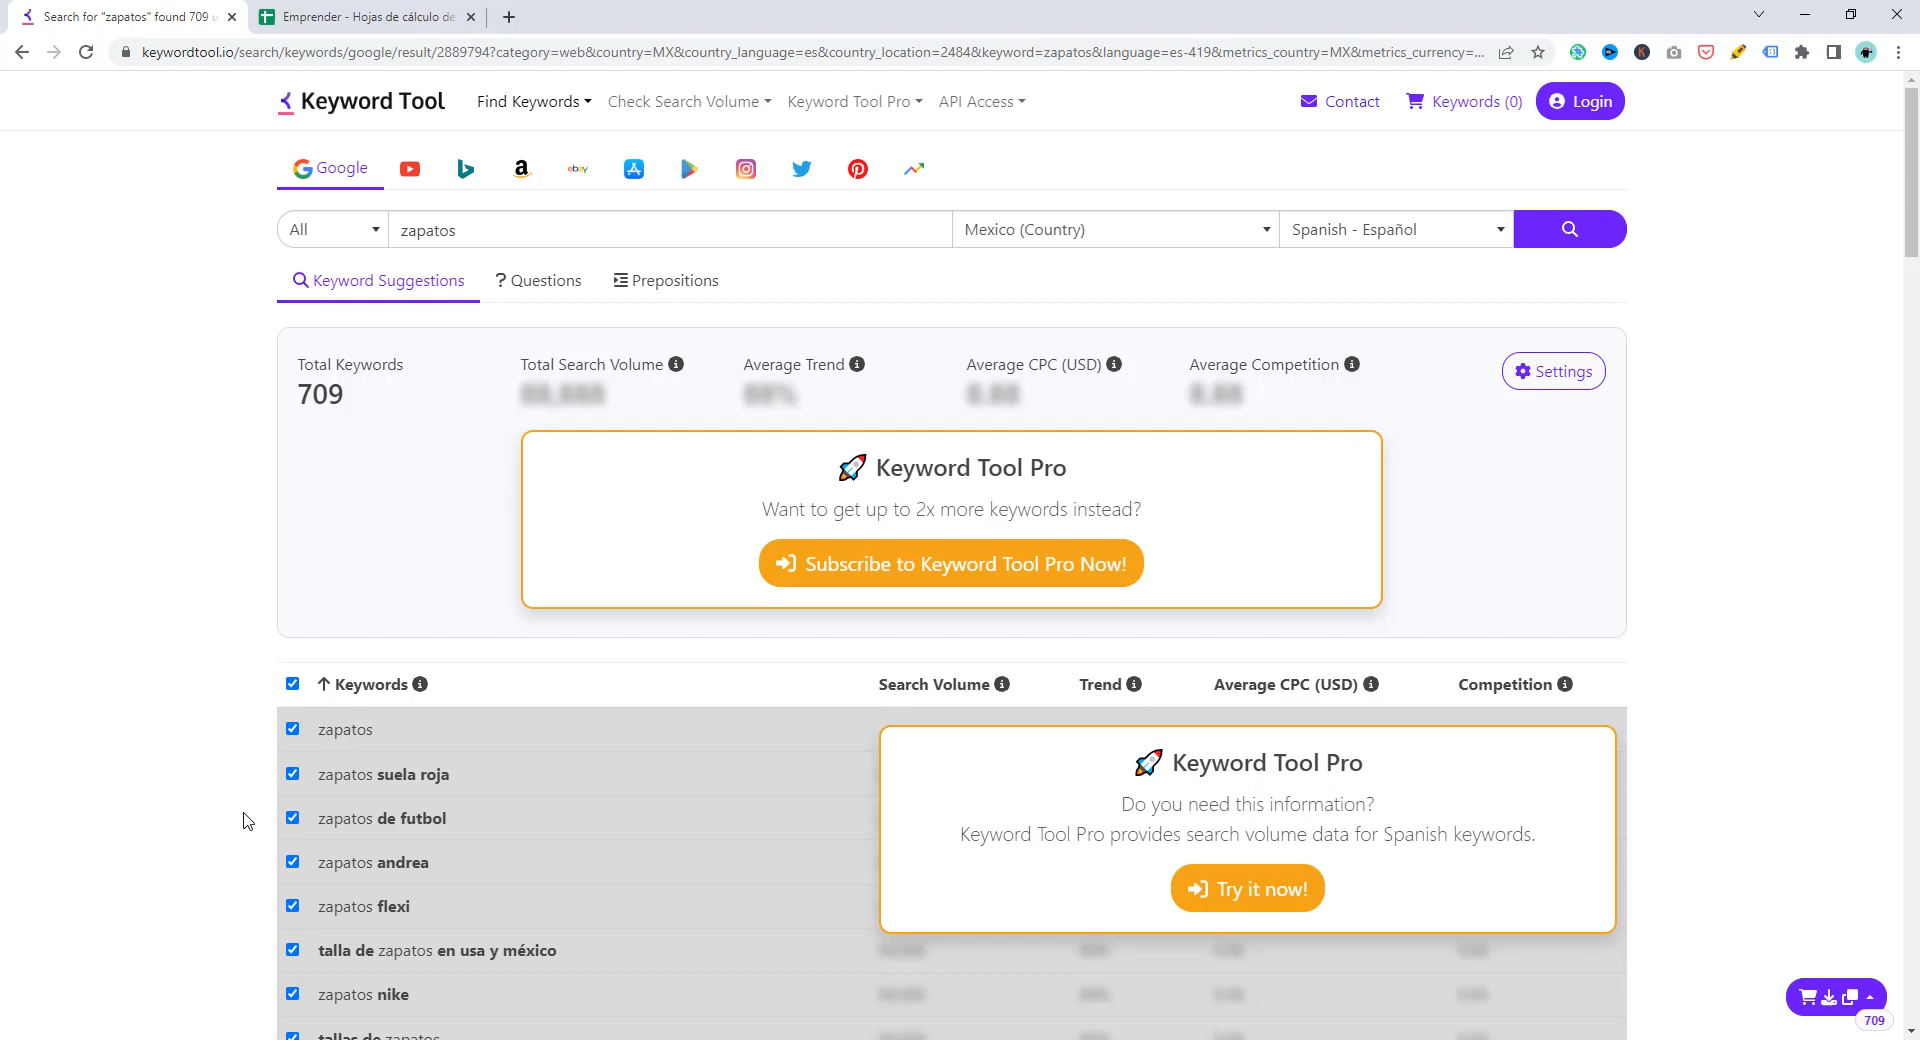 Search for "zapatos" found 709 u
Emprender - Hojas de cálculo de
keywordtool.io/search/keywords/google/result/2889794?category=web&country=MX&country_language=es&country_location=2484&keyword=zapatos&language=es-419&metrics_country=MX&metrics_currency=...
Keyword Tool
Find Keywords
Check Search Volume
Keyword Tool Pro
API Access
Contact
Keywords (0)
Login
Google
ebay
All
zapatos
Mexico (Country)
Spanish - Español
Keyword Suggestions
? Questions
Prepositions
Total Keywords
709
Total Search Volume
Average Trend
Average CPC (USD)
Average Competition
Settings
Keyword Tool Pro
Want to get up to 2x more keywords instead?
Subscribe to Keyword Tool Pro Now!
Keywords
Search Volume
Trend
Average CPC (USD)
Competition
zapatos
zapatos suela roja
zapatos de futbol
zapatos andrea
zapatos flexi
talla de zapatos en usa y méxico
zapatos nike
tallas de zapatos
Keyword Tool Pro
Do you need this information?
Keyword Tool Pro provides search volume data for Spanish keywords.
Try it now!
709